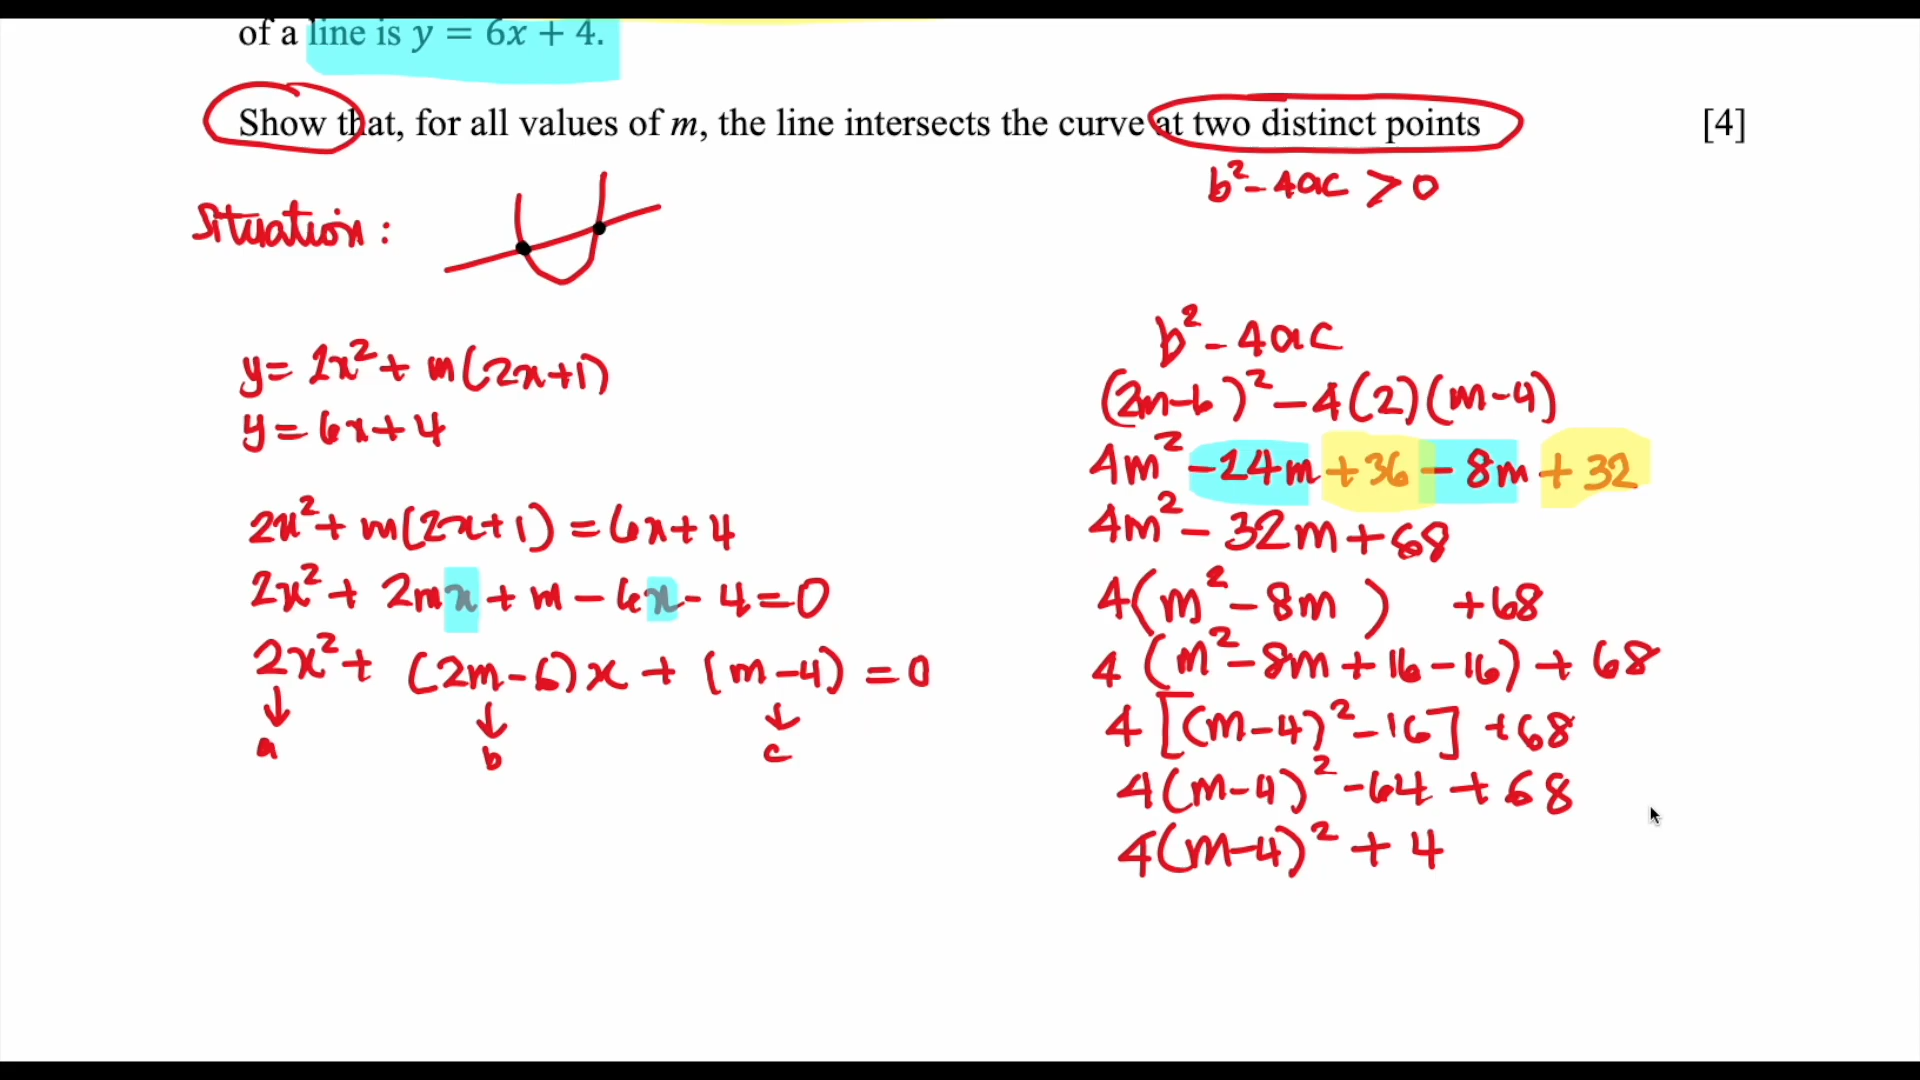 of a line is y = 6x + 4.
Show that, for all values of m, the line intersects the curve at two distinct points [4]
b² - 4ac > 0
Situation :
y = 2x² + m(2x+1)
y = 6x + 4
2x² + m(2x+1) = 6x + 4
2x² + 2mx + m - 6x - 4 = 0
2x² + (2m-6)x + (m-4) = 0
↓ ↓ ↓
a b c
b² - 4ac
(2m-6)² - 4(2)(m-4)
4m² - 24m + 36 - 8m + 32
4m² - 32m + 68
4(m² - 8m ) + 68
4(m² - 8m + 16 - 16) + 68
4[(m-4)² - 16] + 68
4(m-4)² - 64 + 68
4(m-4)² + 4